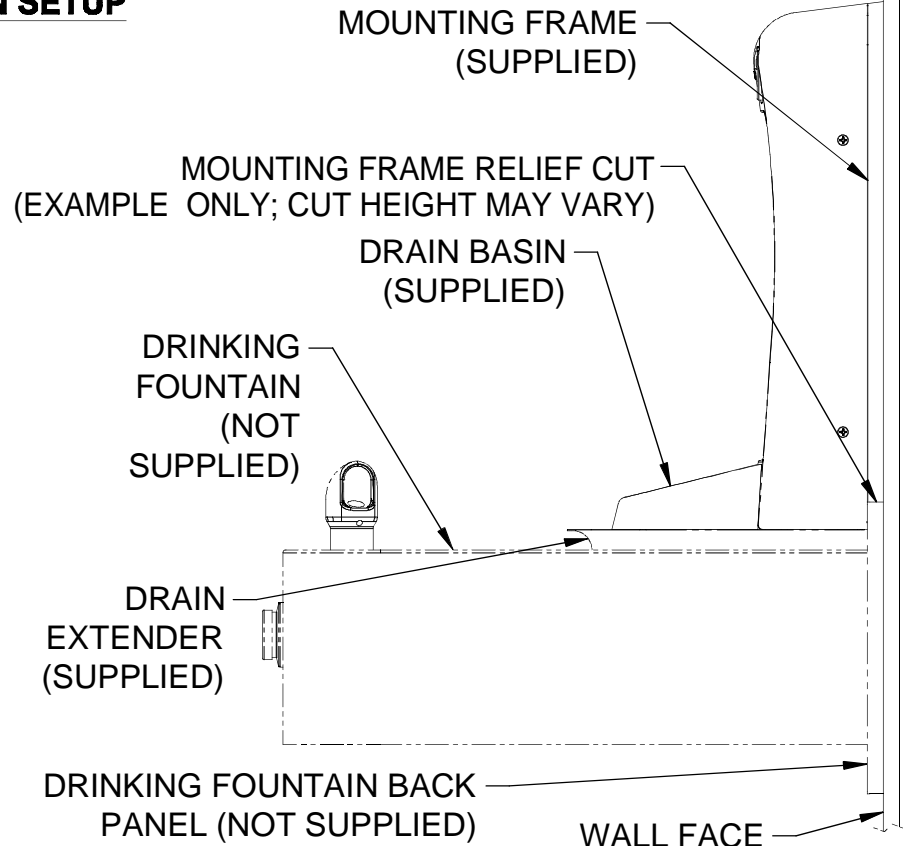 SETUP
MOUNTING FRAME
(SUPPLIED)
MOUNTING FRAME RELIEF CUT
(EXAMPLE ONLY; CUT HEIGHT MAY VARY)
DRAIN BASIN
(SUPPLIED)
DRINKING
FOUNTAIN
(NOT
SUPPLIED)
DRAIN
EXTENDER
(SUPPLIED)
DRINKING FOUNTAIN BACK
PANEL (NOT SUPPLIED)
WALL FACE